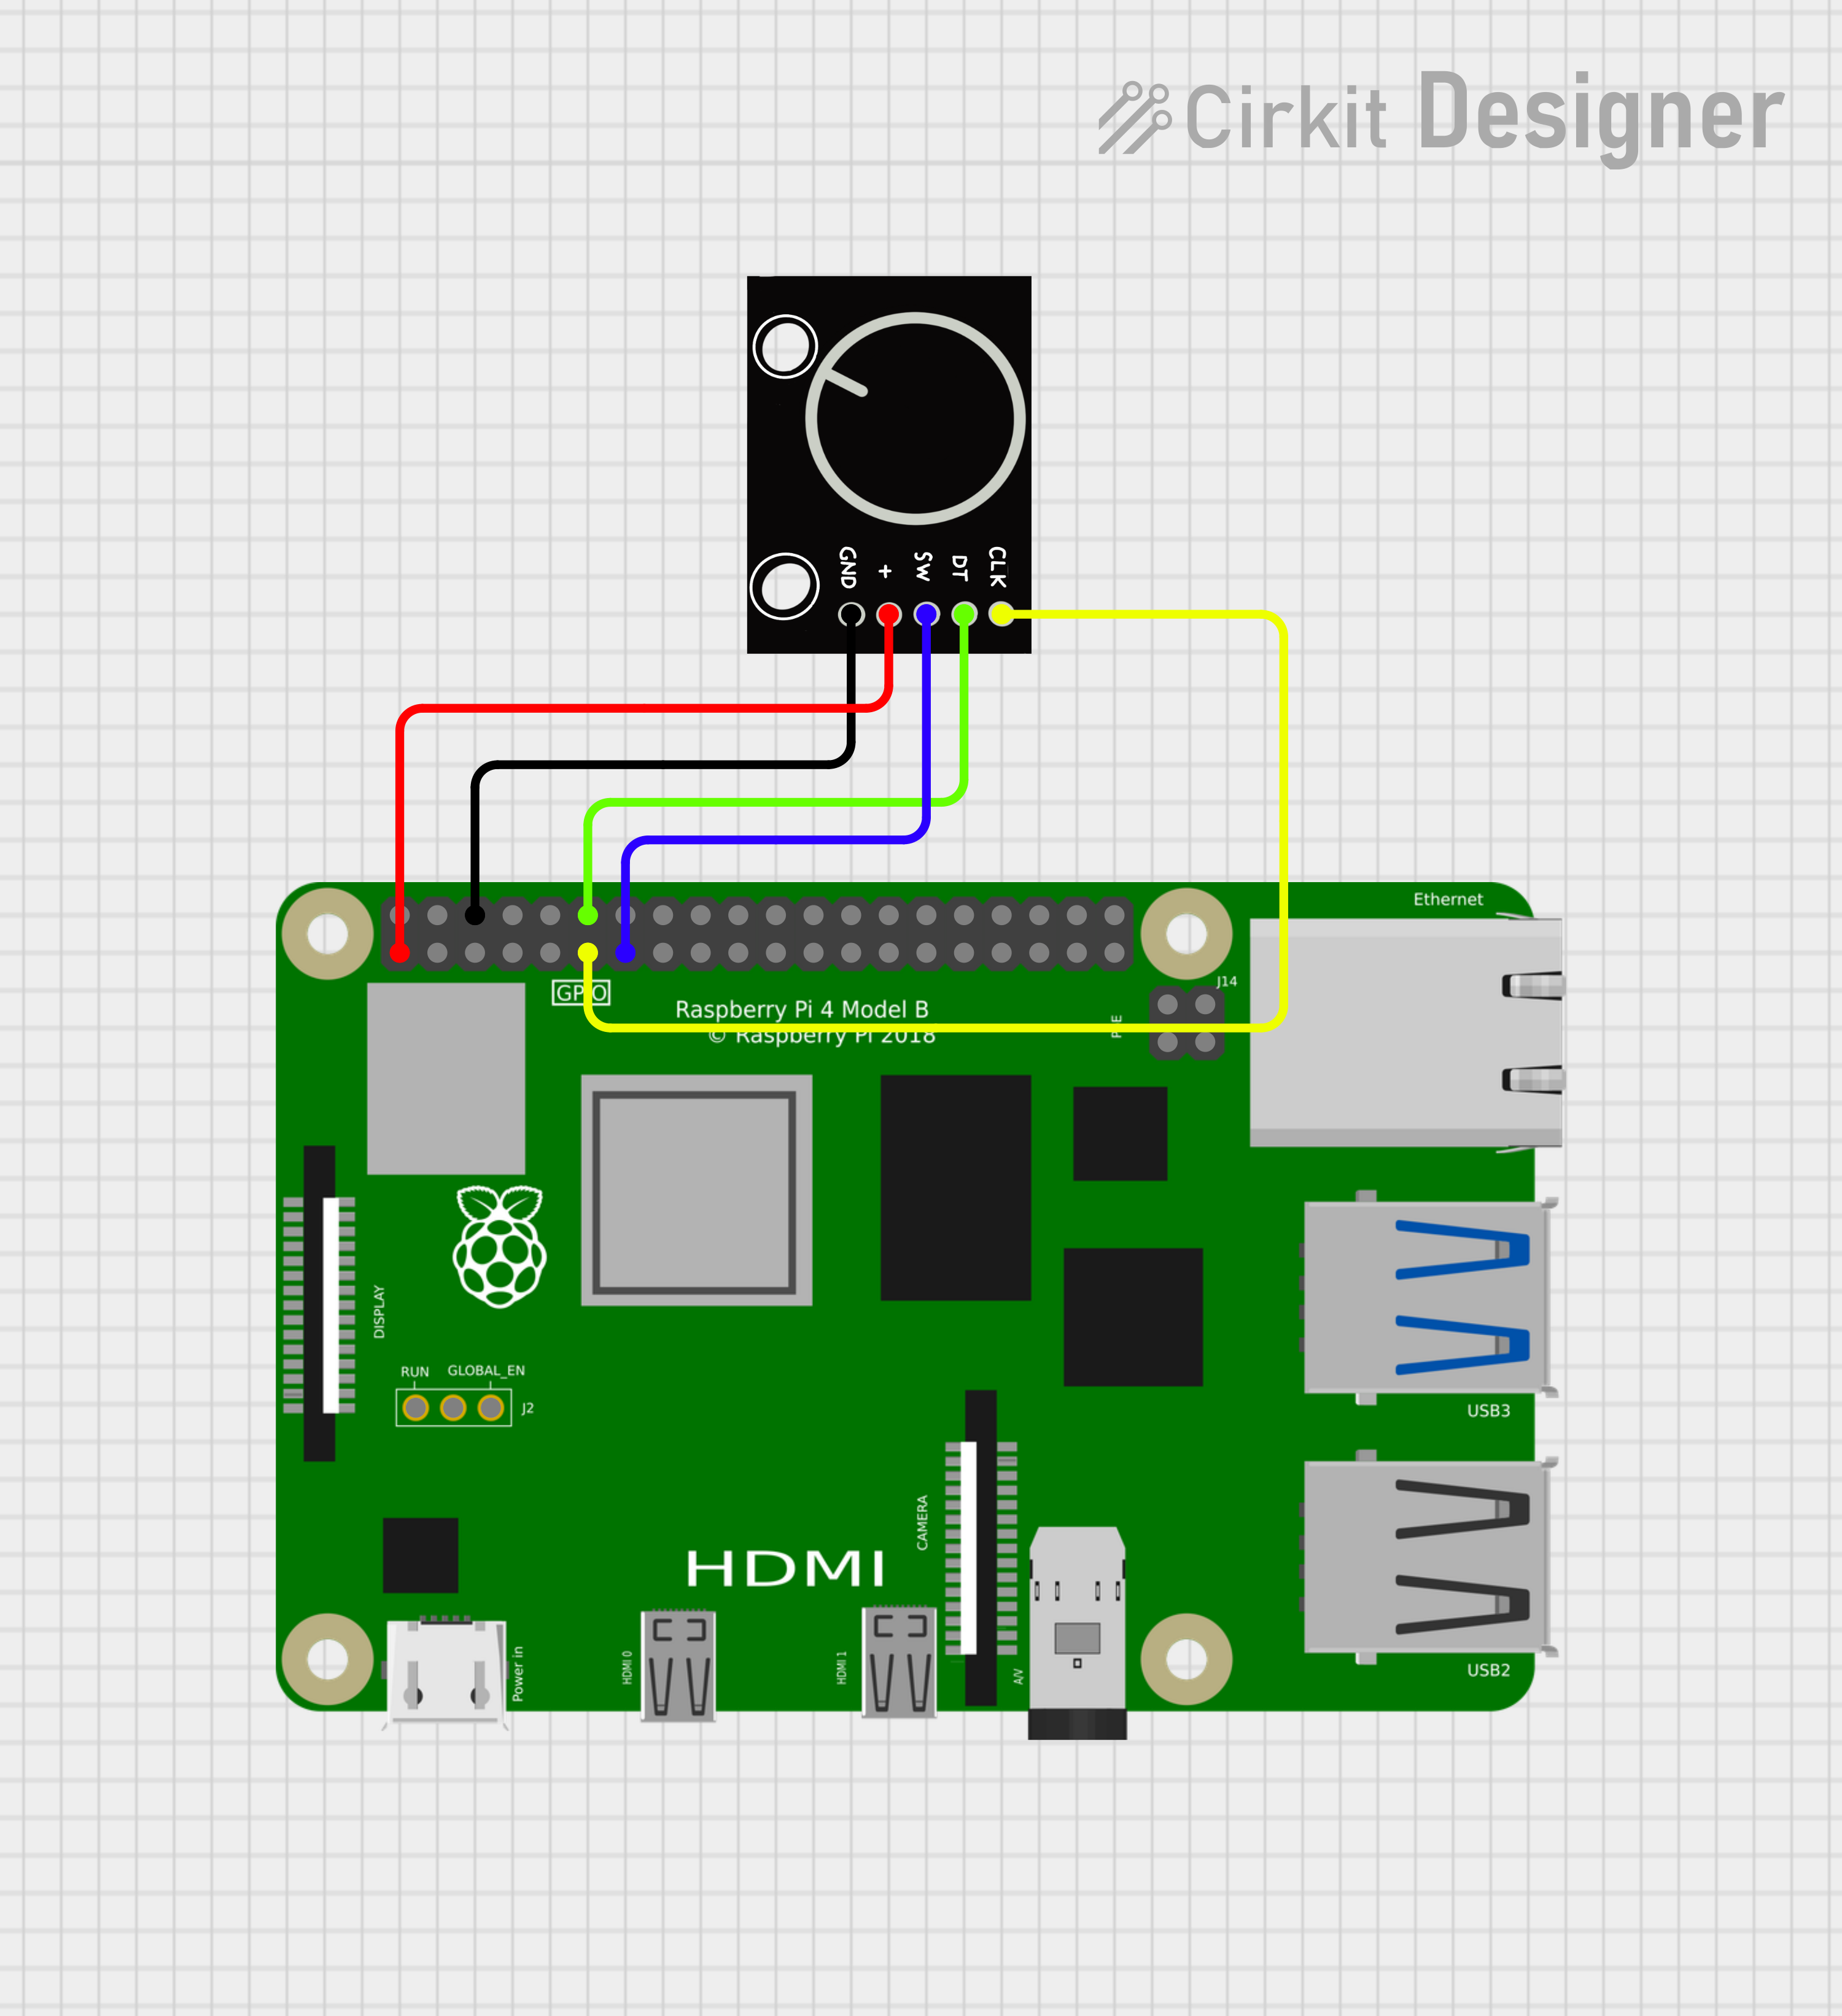 Cirkit Designer
GND
+
SW
DT
CLK
Ethernet
J14
GPIO
Raspberry Pi 4 Model B
© Raspberry Pi 2018
DISPLAY
RUN
GLOBAL_EN
J2
USB3
CAMERA
HDMI
Power in
HDMI 0
HDMI 1
A/V
USB2